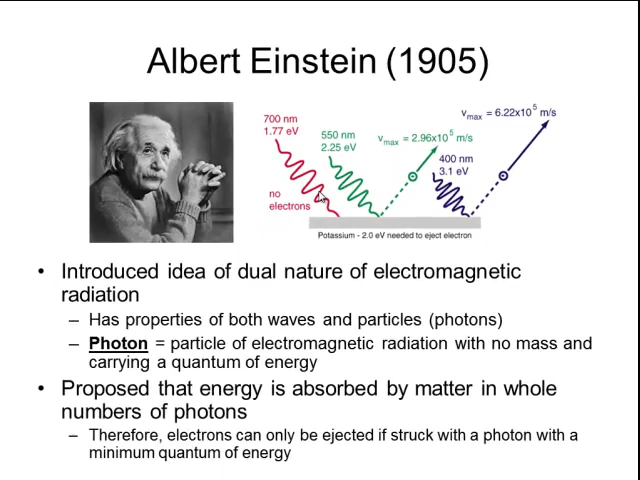 Albert Einstein (1905)
700 nm
1.77 eV
no
electrons
550 nm
2.25 eV
vmax = 2.96x10^5 m/s
400 nm
3.1 eV
vmax = 6.22x10^5 m/s
Potassium - 2.0 eV needed to eject electron
• Introduced idea of dual nature of electromagnetic
radiation
– Has properties of both waves and particles (photons)
– Photon = particle of electromagnetic radiation with no mass and
carrying a quantum of energy
• Proposed that energy is absorbed by matter in whole
numbers of photons
– Therefore, electrons can only be ejected if struck with a photon with a
minimum quantum of energy